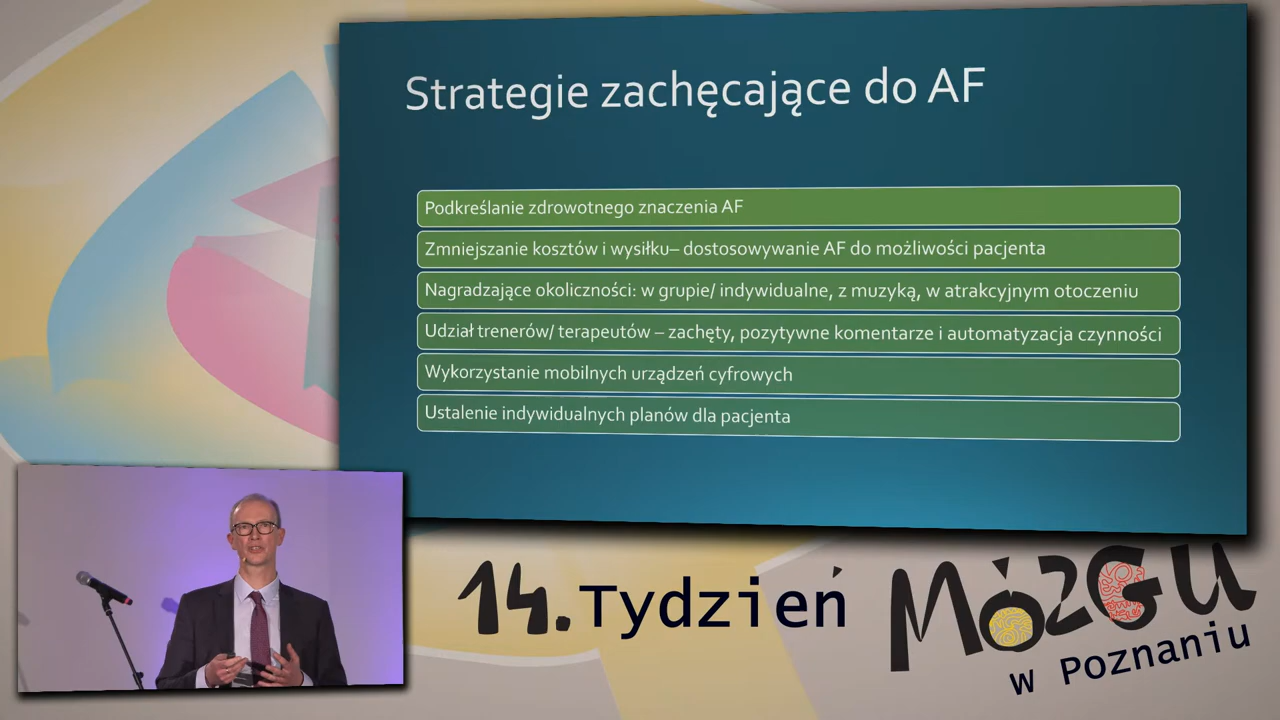 Strategie zachęcające do AF
Podkreślanie zdrowotnego znaczenia AF
Zmniejszanie kosztów i wysiłku– dostosowywanie AF do możliwości pacjenta
Nagradzające okoliczności: w grupie/ indywidualne, z muzyką, w atrakcyjnym otoczeniu
Udział trenerów/ terapeutów – zachęty, pozytywne komentarze i automatyzacja czynności
Wykorzystanie mobilnych urządzeń cyfrowych
Ustalenie indywidualnych planów dla pacjenta
14. Tydzień MóZGU
w Poznaniu